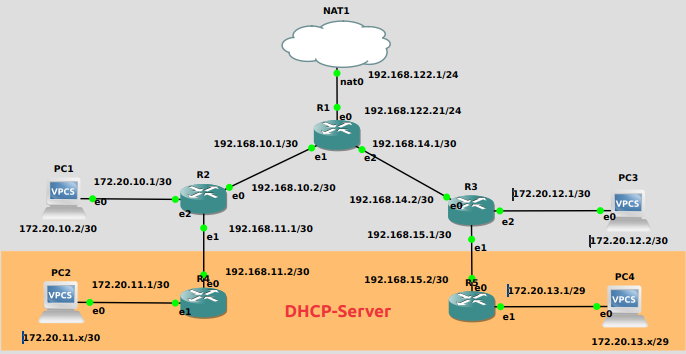 NAT1
192.168.122.1/24
nat0
R1
192.168.122.21/24
e0
192.168.10.1/30
192.168.14.1/30
e1
e2
PC1
VPCS
e0
172.20.10.1/30
172.20.10.2/30
R2
e0
192.168.10.2/30
e2
e1
192.168.11.1/30
R3
192.168.14.2/30
e0
e2
172.20.12.1/30
PC3
e0
VPCS
172.20.12.2/30
192.168.15.1/30
e1
192.168.11.2/30
R4
e0
PC2
VPCS
e0
172.20.11.1/30
e1
172.20.11.x/30
DHCP-Server
192.168.15.2/30
R5
e0
e1
172.20.13.1/29
PC4
e0
VPCS
172.20.13.x/29